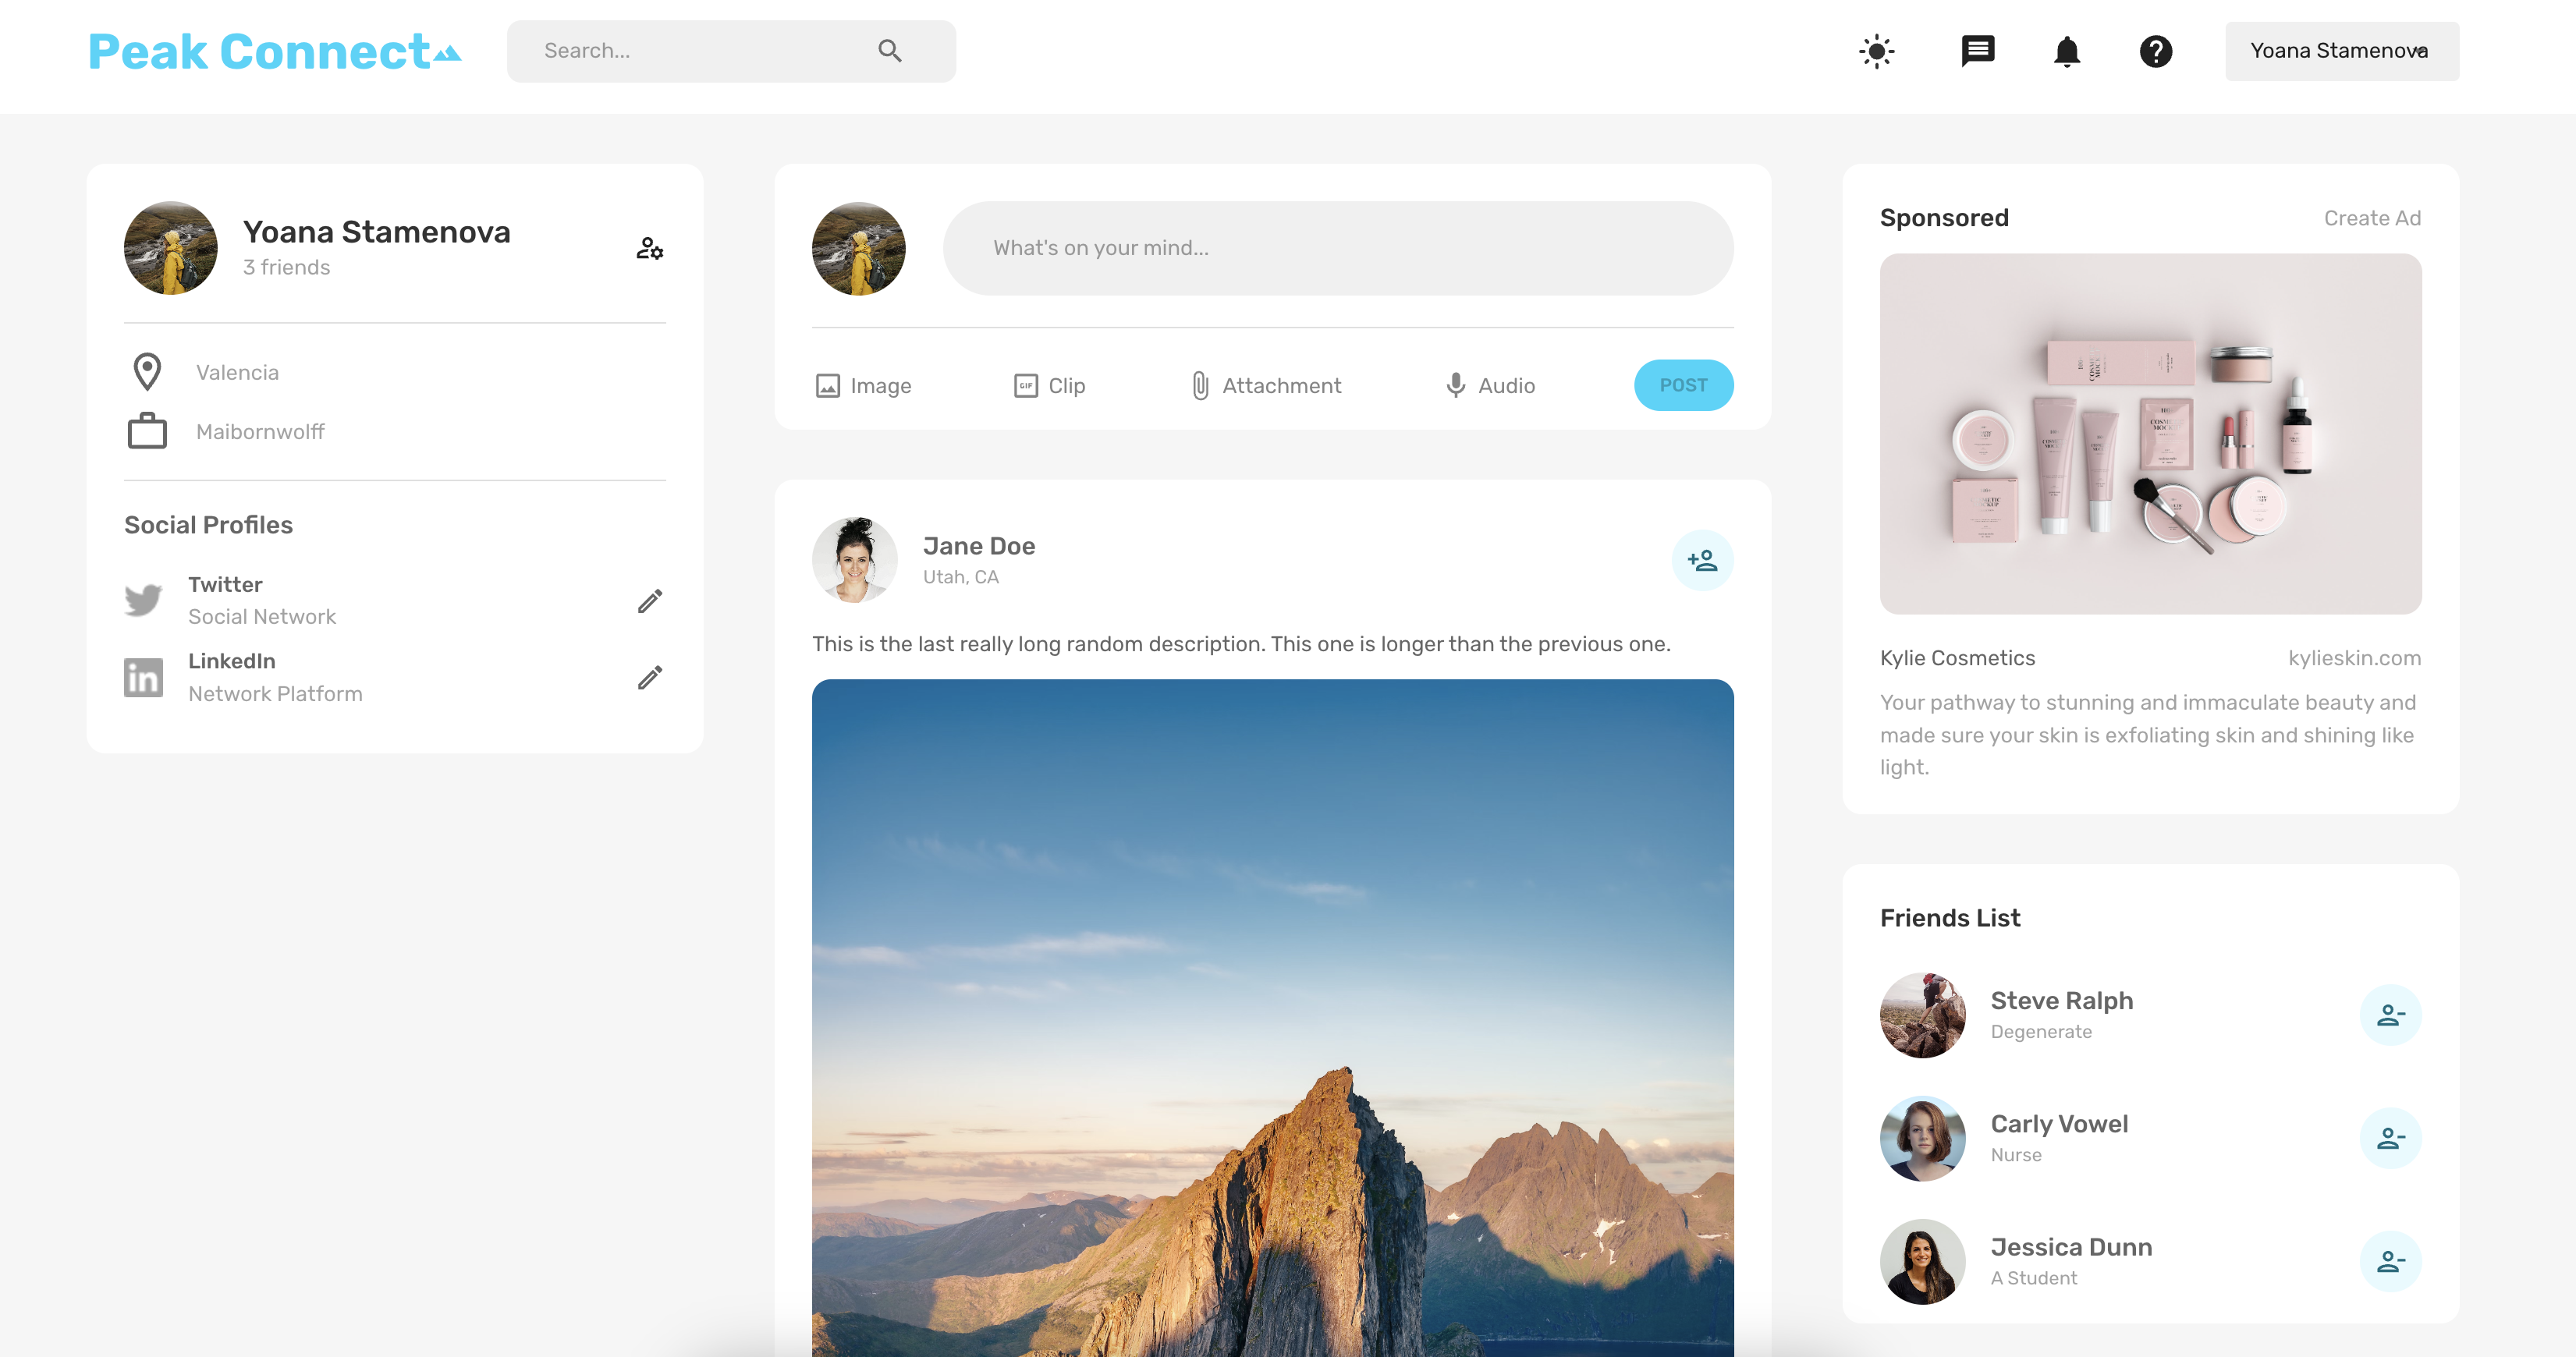 Peak Connect
Search...
Yoana Stamenova
Yoana Stamenova
3 friends
Valencia
Maibornwolff
Social Profiles
Twitter
Social Network
LinkedIn
Network Platform
What's on your mind...
Image
GIF
Clip
Attachment
Audio
POST
Jane Doe
Utah, CA
This is the last really long random description. This one is longer than the previous one.
Sponsored
Create Ad
Kylie Cosmetics
kylieskin.com
Your pathway to stunning and immaculate beauty and
made sure your skin is exfoliating skin and shining like
light.
Friends List
Steve Ralph
Degenerate
Carly Vowel
Nurse
Jessica Dunn
A Student